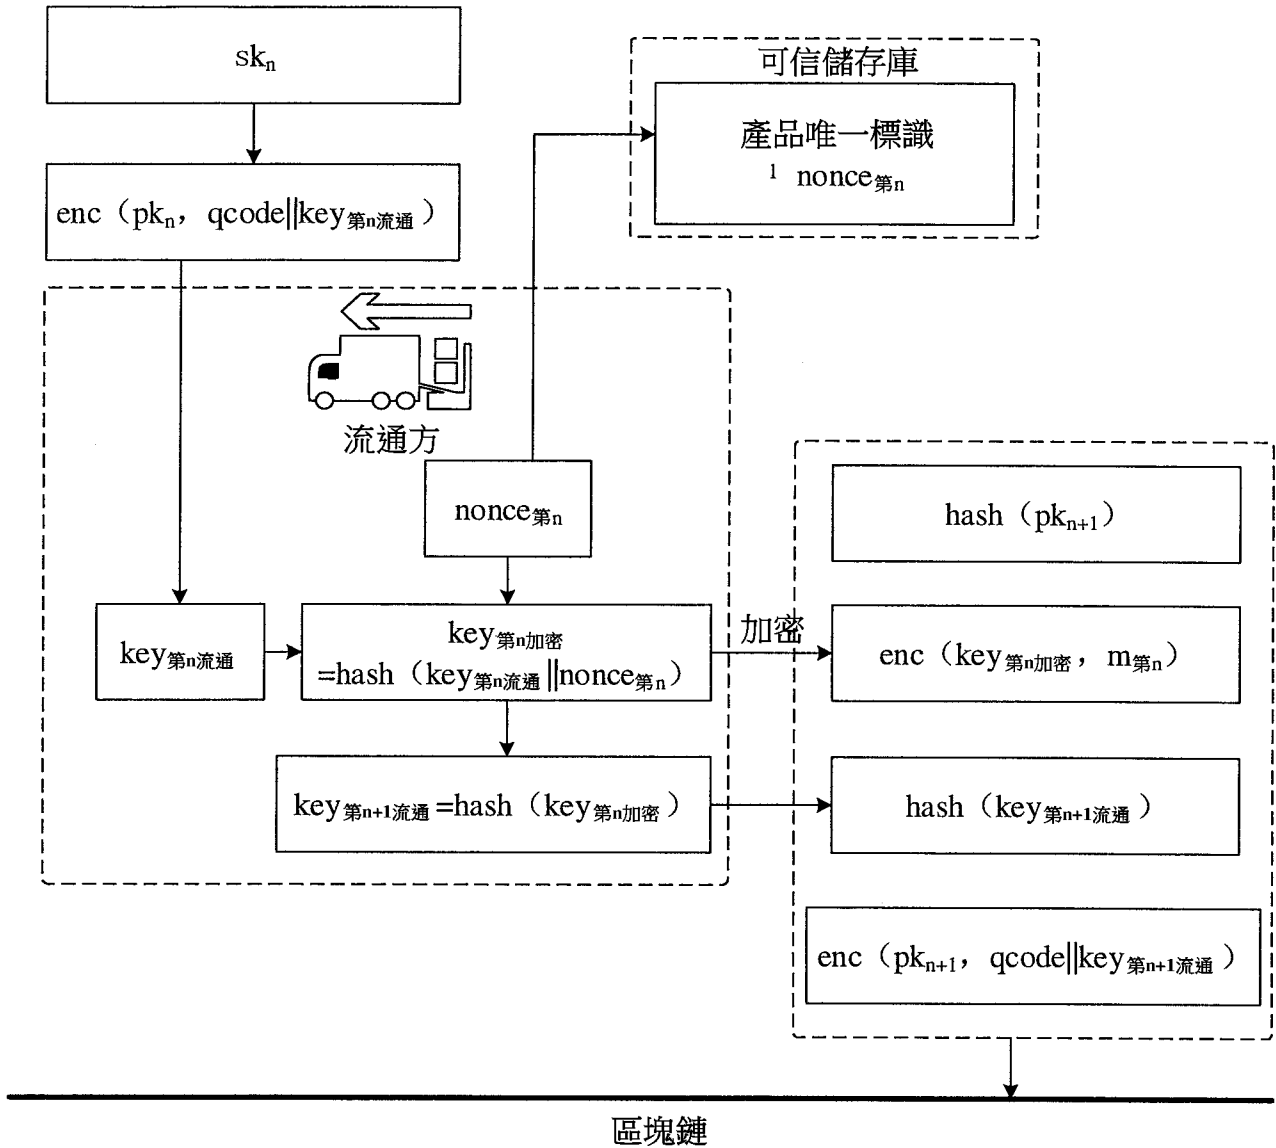 skₙ
可信儲存庫
產品唯一標識
1 nonce第n
enc（pkₙ，qcode||key第n流通）
流通方
nonce第n
hash（pkₙ₊₁）
key第n流通
key第n加密
=hash（key第n流通||nonce第n）
加密
enc（key第n加密，m第n）
key第n+1流通=hash（key第n加密）
hash（key第n+1流通）
enc（pkₙ₊₁，qcode||key第n+1流通）
區塊鏈